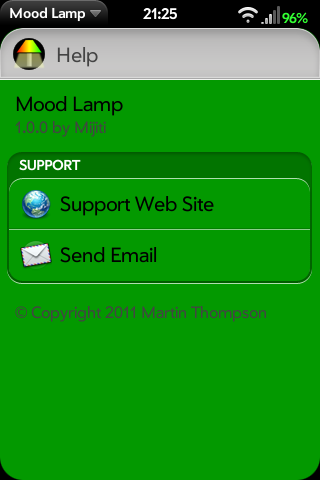 Mood Lamp 21:25 96%
Help
Mood Lamp
1.0.0 by Mijiti
SUPPORT
Support Web Site
Send Email
© Copyright 2011 Martin Thompson